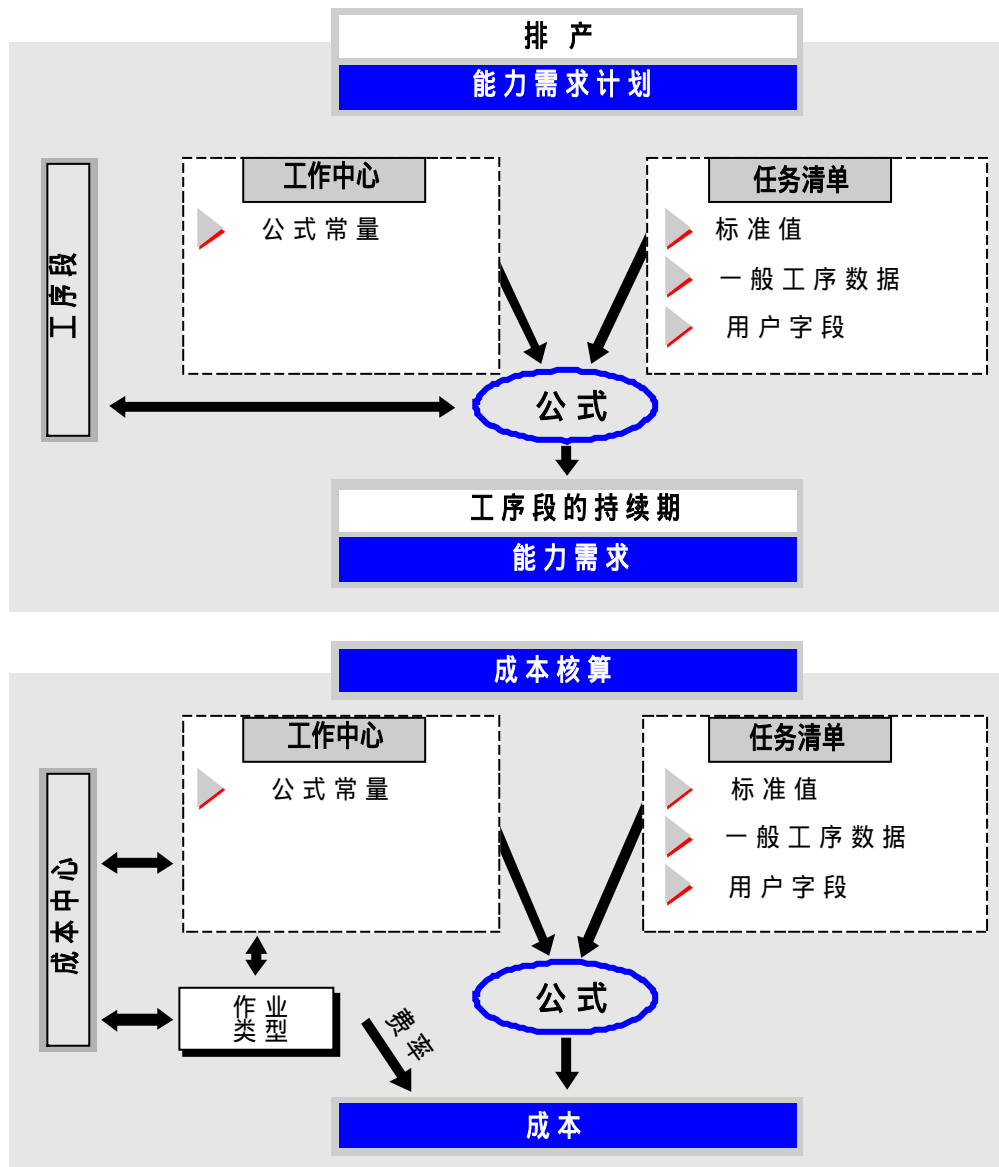 排 产
能力需求计划
工作中心
公式常量
任务清单
标准值
一般工序数据
用户字段
工序段
公式
工序段的持续期
能力需求
成本核算
工作中心
公式常量
任务清单
标准值
一般工序数据
用户字段
成本中心
作业
类型
费率
公式
成本